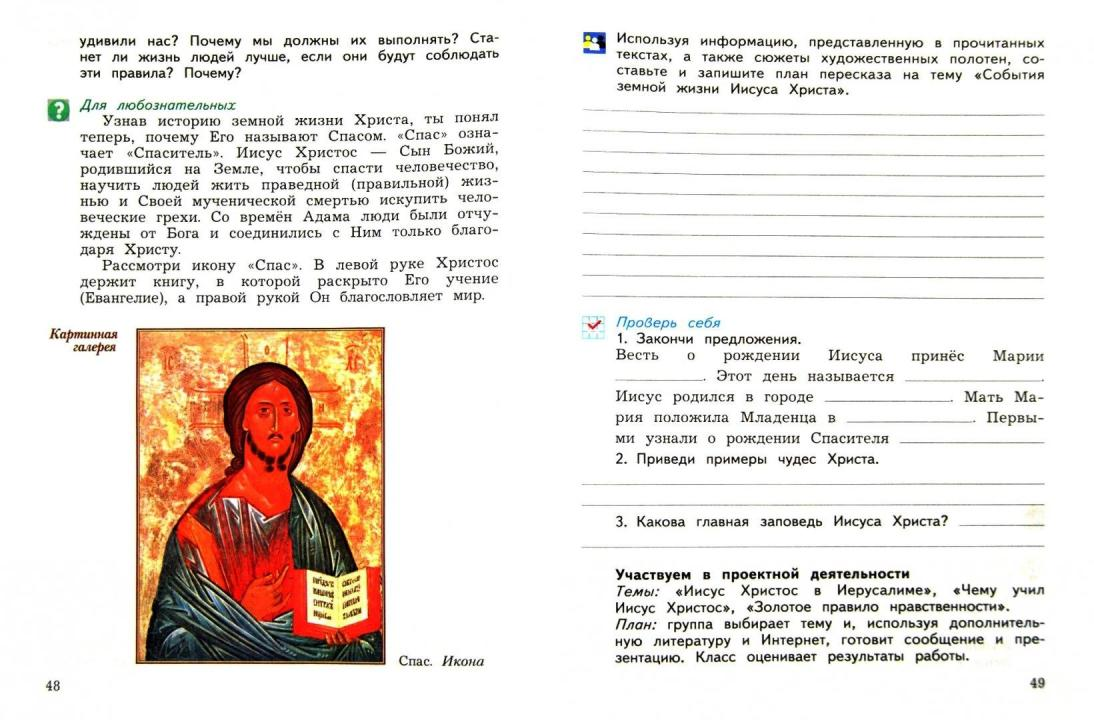 удивили нас? Почему мы должны их выполнять? Ста-
нет ли жизнь людей лучше, если они будут соблюдать
эти правила? Почему?
?
Для любознательных
Узнав историю земной жизни Христа, ты понял
теперь, почему Его называют Спасом. «Спас» озна-
чает «Спаситель». Иисус Христос — Сын Божий,
родившийся на Земле, чтобы спасти человечество,
научить людей жить праведной (правильной) жиз-
нью и Своей мученической смертью искупить чело-
веческие грехи. Со времён Адама люди были отчу-
ждены от Бога и соединились с Ним только благо-
даря Христу.
Рассмотри икону «Спас». В левой руке Христос
держит книгу, в которой раскрыто Его учение
(Евангелие), а правой рукой Он благословляет мир.
Картинная
галерея
Спас. Икона
48
Используя информацию, представленную в прочитанных
текстах, а также сюжеты художественных полотен, со-
ставьте и запишите план пересказа на тему «События
земной жизни Иисуса Христа».
Проверь себя
1. Закончи предложения.
Весть о рождении Иисуса принёс Марии
. Этот день называется .
Иисус родился в городе . Мать Ма-
рия положила Младенца в . Первы-
ми узнали о рождении Спасителя
2. Приведи примеры чудес Христа.
3. Какова главная заповедь Иисуса Христа?
Участвуем в проектной деятельности
Темы: «Иисус Христос в Иерусалиме», «Чему учил
Иисус Христос», «Золотое правило нравственности».
План: группа выбирает тему и, используя дополнитель-
ную литературу и Интернет, готовит сообщение и пре-
зентацию. Класс оценивает результаты работы.
49